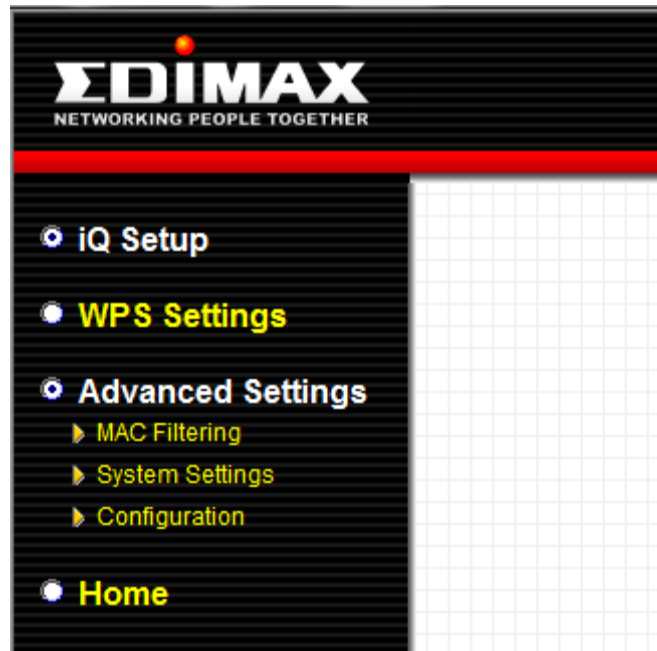 EDIMAX
NETWORKING PEOPLE TOGETHER
iQ Setup
WPS Settings
Advanced Settings
MAC Filtering
System Settings
Configuration
Home